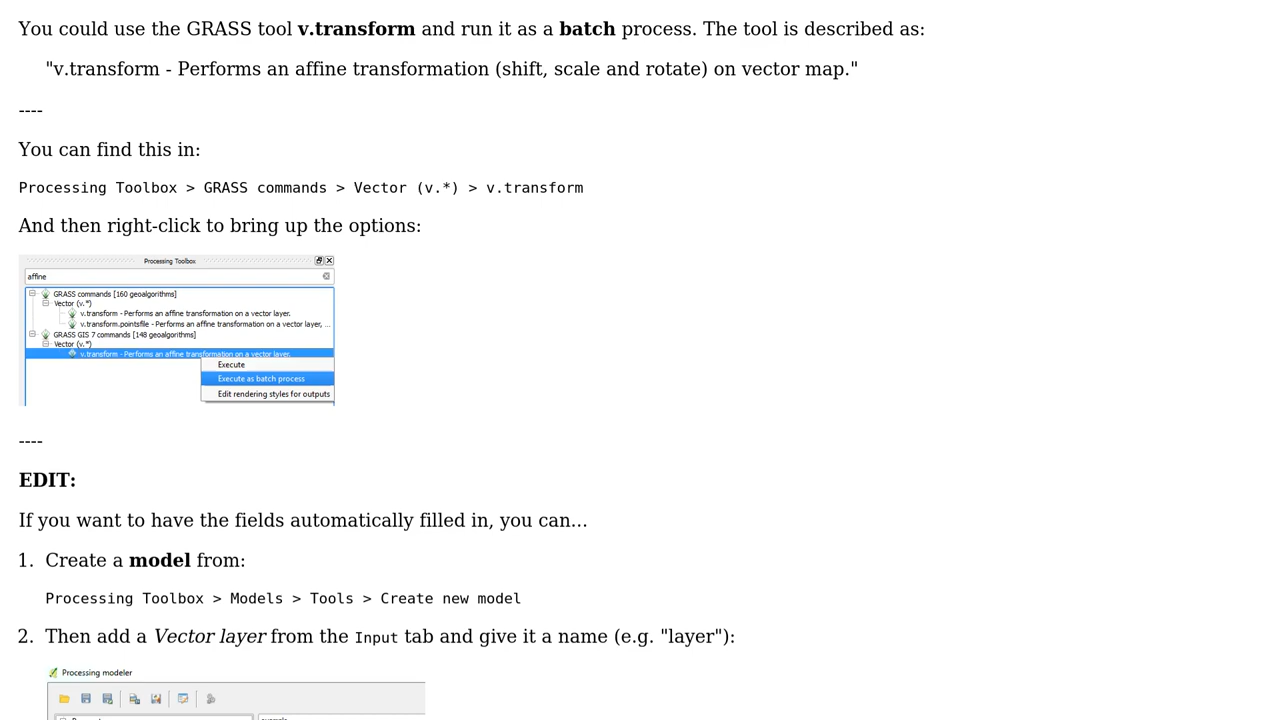 You could use the GRASS tool v.transform and run it as a batch process. The tool is described as:
"v.transform - Performs an affine transformation (shift, scale and rotate) on vector map."
----
You can find this in:
Processing Toolbox > GRASS commands > Vector (v.*) > v.transform
And then right-click to bring up the options:
Processing Toolbox
affine
GRASS commands [160 geoalgorithms]
Vector (v.*)
v.transform - Performs an affine transformation on a vector layer.
v.transform.pointsfile - Performs an affine transformation on a vector layer, ...
GRASS GIS 7 commands [148 geoalgorithms]
Vector (v.*)
v.transform - Performs an affine transformation on a vector layer.
Execute
Execute as batch process
Edit rendering styles for outputs
----
EDIT:
If you want to have the fields automatically filled in, you can...
1. Create a model from:
Processing Toolbox > Models > Tools > Create new model
2. Then add a Vector layer from the Input tab and give it a name (e.g. "layer"):
Processing modeler